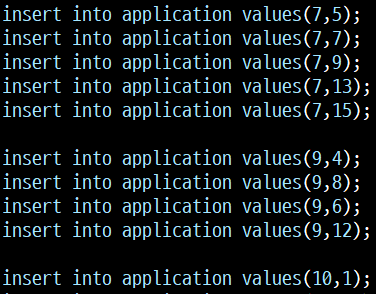 insert into application values(7,5);
insert into application values(7,7);
insert into application values(7,9);
insert into application values(7,13);
insert into application values(7,15);
insert into application values(9,4);
insert into application values(9,8);
insert into application values(9,6);
insert into application values(9,12);
insert into application values(10,1);